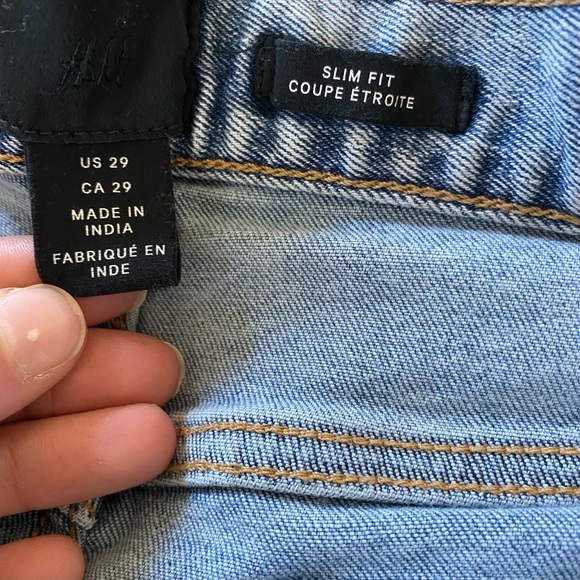 H&M
SLIM FIT
COUPE ÉTROITE
US 29
CA 29
MADE IN
INDIA
FABRIQUÉ EN
INDE